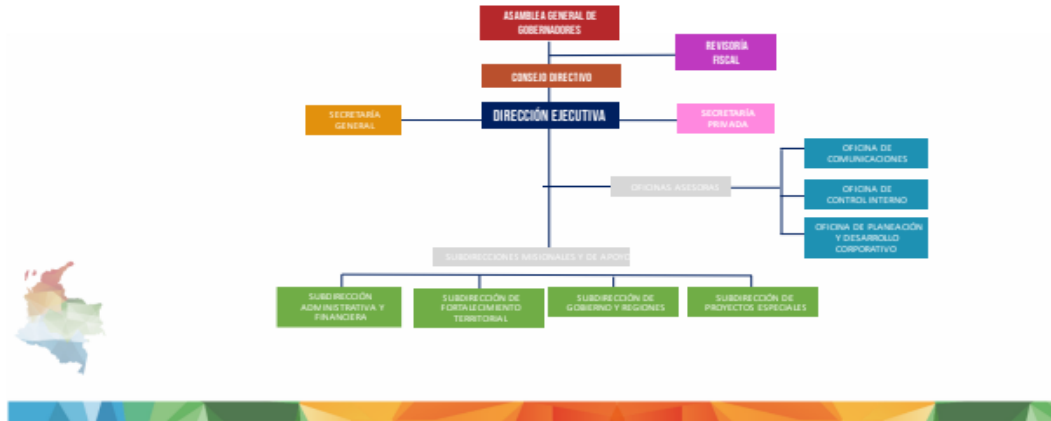 ASAMBLEA GENERAL DE
GOBERNADORES
REVISORÍA
FISCAL
CONSEJO DIRECTIVO
SECRETARÍA
GENERAL
DIRECCIÓN EJECUTIVA
SECRETARÍA
PRIVADA
OFICINA DE
COMUNICACIONES
OFICINAS ASESORAS
OFICINA DE
CONTROL INTERNO
OFICINA DE PLANEACIÓN
Y DESARROLLO
CORPORATIVO
SUBDIRECCIONES MISIONALES Y DE APOYO
SUBDIRECCIÓN
ADMINISTRATIVA Y
FINANCIERA
SUBDIRECCIÓN DE
FORTALECIMIENTO
TERRITORIAL
SUBDIRECCIÓN DE
GOBIERNO Y REGIONES
SUBDIRECCIÓN DE
PROYECTOS ESPECIALES